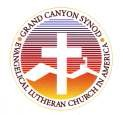 GRAND CANYON SYNOD
EVANGELICAL LUTHERAN CHURCH IN AMERICA